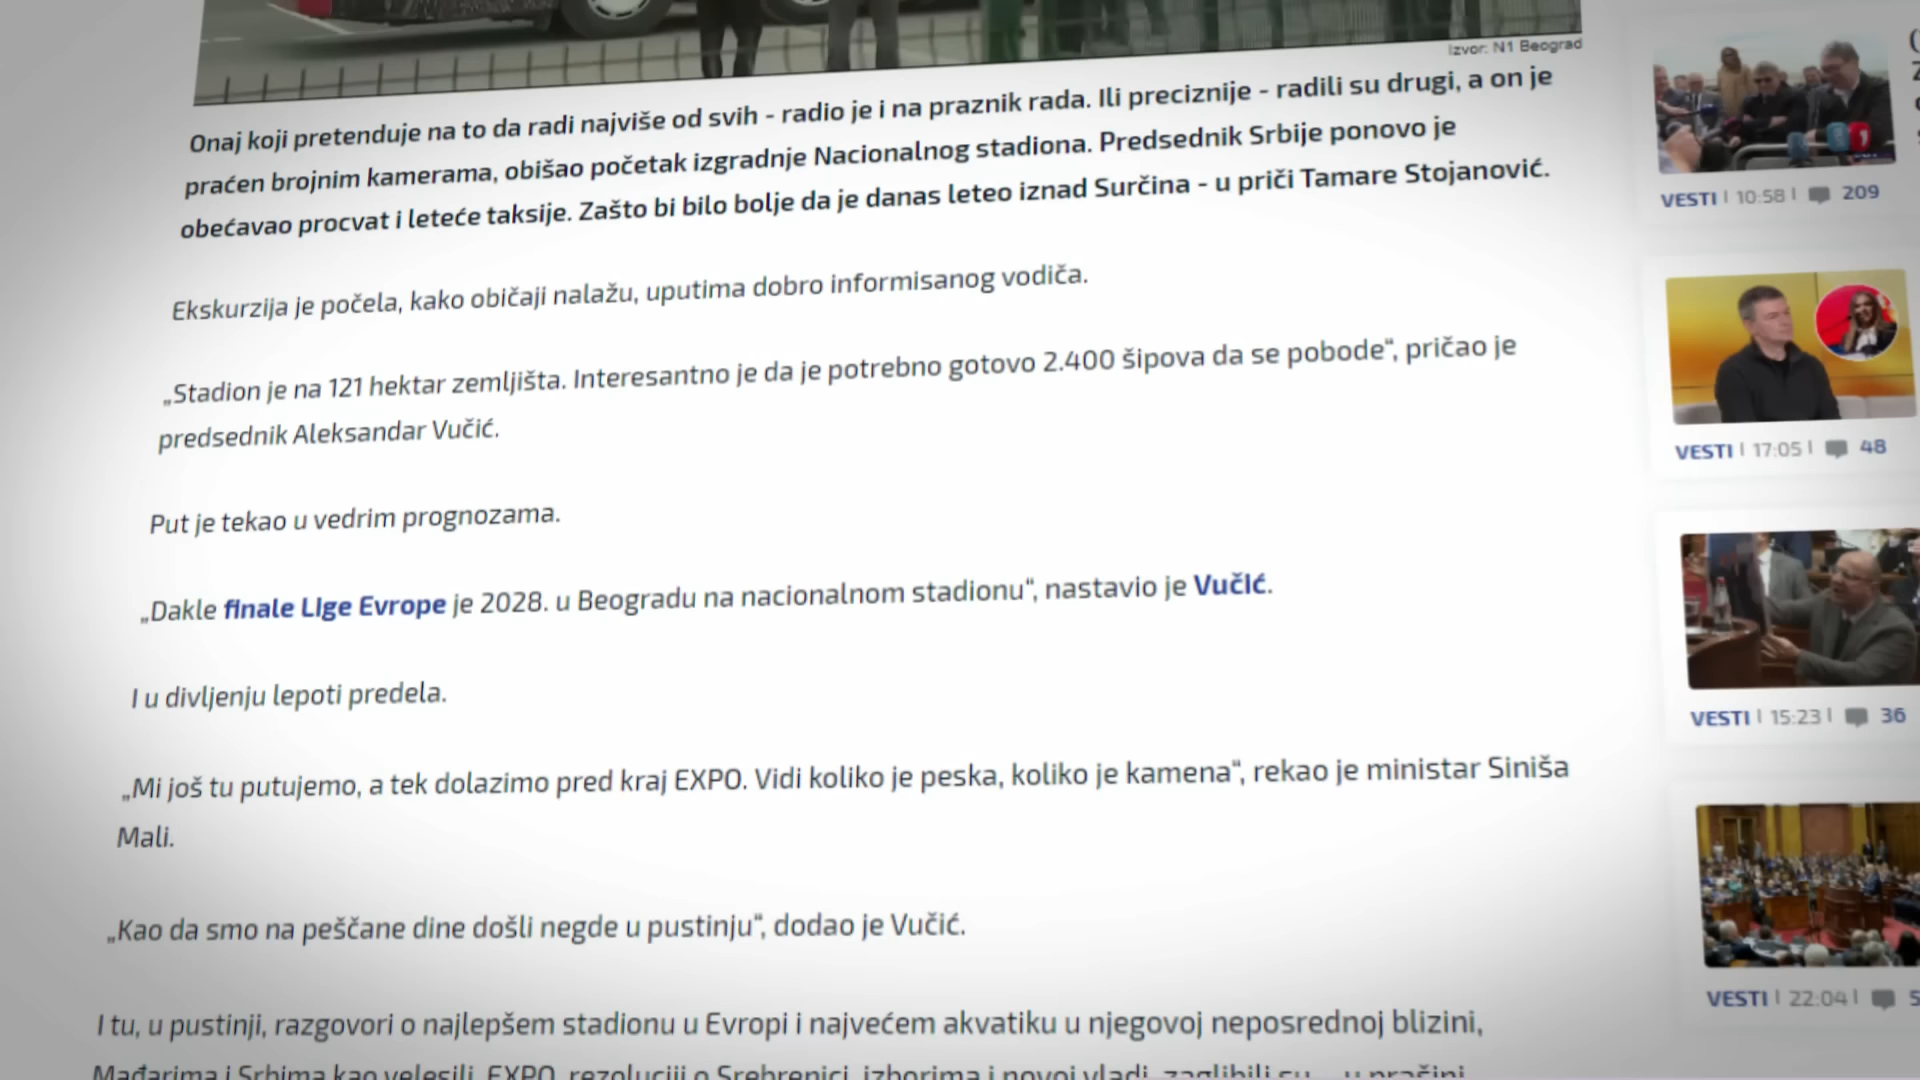 Izvor: N1 Beograd
Onaj koji pretenduje na to da radi najviše od svih - radio je i na praznik rada. Ili preciznije - radili su drugi, a on je
praćen brojnim kamerama, obišao početak izgradnje Nacionalnog stadiona. Predsednik Srbije ponovo je
obećavao procvat i leteće taksije. Zašto bi bilo bolje da je danas leteo iznad Surčina - u priči Tamare Stojanović.
Ekskurzija je počela, kako običaji nalažu, uputima dobro informisanog vodiča.
„Stadion je na 121 hektar zemljišta. Interesantno je da je potrebno gotovo 2.400 šipova da se pobode“, pričao je
predsednik Aleksandar Vučić.
Put je tekao u vedrim prognozama.
„Dakle finale Lige Evrope je 2028. u Beogradu na nacionalnom stadionu“, nastavio je Vučić.
I u divljenju lepoti predela.
„Mi još tu putujemo, a tek dolazimo pred kraj EXPO. Vidi koliko je peska, koliko je kamena“, rekao je ministar Siniša
Mali.
„Kao da smo na peščane dine došli negde u pustinju“, dodao je Vučić.
I tu, u pustinji, razgovori o najlepšem stadionu u Evropi i najvećem akvatiku u njegovoj neposrednoj blizini,
Mađarima i Srbima kao velesili, EXPO, rezoluciji o Srebrenici, izborima i novoj vladi, zaglibili su... u prašini
VESTI | 10:58 | 209
VESTI | 17:05 | 48
VESTI | 15:23 | 36
VESTI | 22:04 | 5